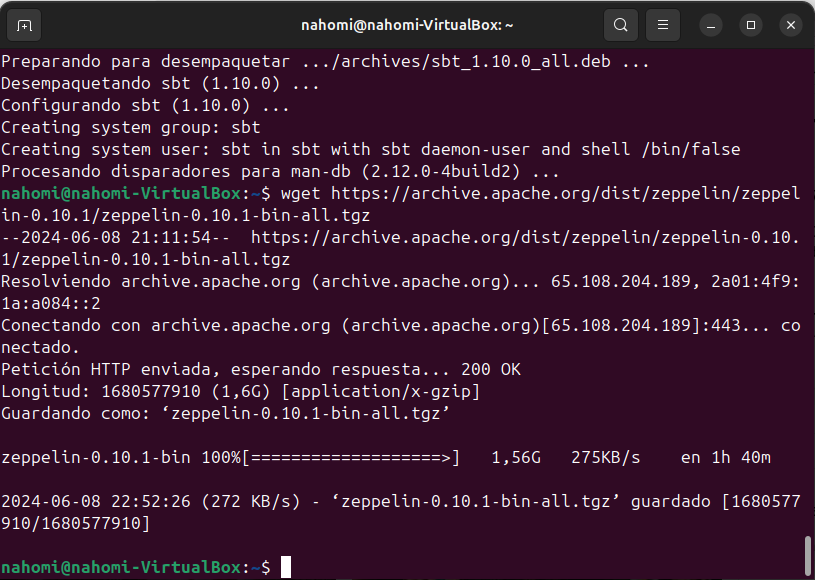 nahomi@nahomi-VirtualBox: ~
Preparando para desempaquetar .../archives/sbt_1.10.0_all.deb ...
Desempaquetando sbt (1.10.0) ...
Configurando sbt (1.10.0) ...
Creating system group: sbt
Creating system user: sbt in sbt with sbt daemon-user and shell /bin/false
Procesando disparadores para man-db (2.12.0-4build2) ...
nahomi@nahomi-VirtualBox:~$ wget https://archive.apache.org/dist/zeppelin/zeppel
in-0.10.1/zeppelin-0.10.1-bin-all.tgz
--2024-06-08 21:11:54--  https://archive.apache.org/dist/zeppelin/zeppelin-0.10.
1/zeppelin-0.10.1-bin-all.tgz
Resolviendo archive.apache.org (archive.apache.org)... 65.108.204.189, 2a01:4f9:
1a:a084::2
Conectando con archive.apache.org (archive.apache.org)[65.108.204.189]:443... co
nectado.
Petición HTTP enviada, esperando respuesta... 200 OK
Longitud: 1680577910 (1,6G) [application/x-gzip]
Guardando como: ‘zeppelin-0.10.1-bin-all.tgz’
zeppelin-0.10.1-bin 100%[===================>]   1,56G   275KB/s    en 1h 40m
2024-06-08 22:52:26 (272 KB/s) - ‘zeppelin-0.10.1-bin-all.tgz’ guardado [1680577
910/1680577910]
nahomi@nahomi-VirtualBox:~$